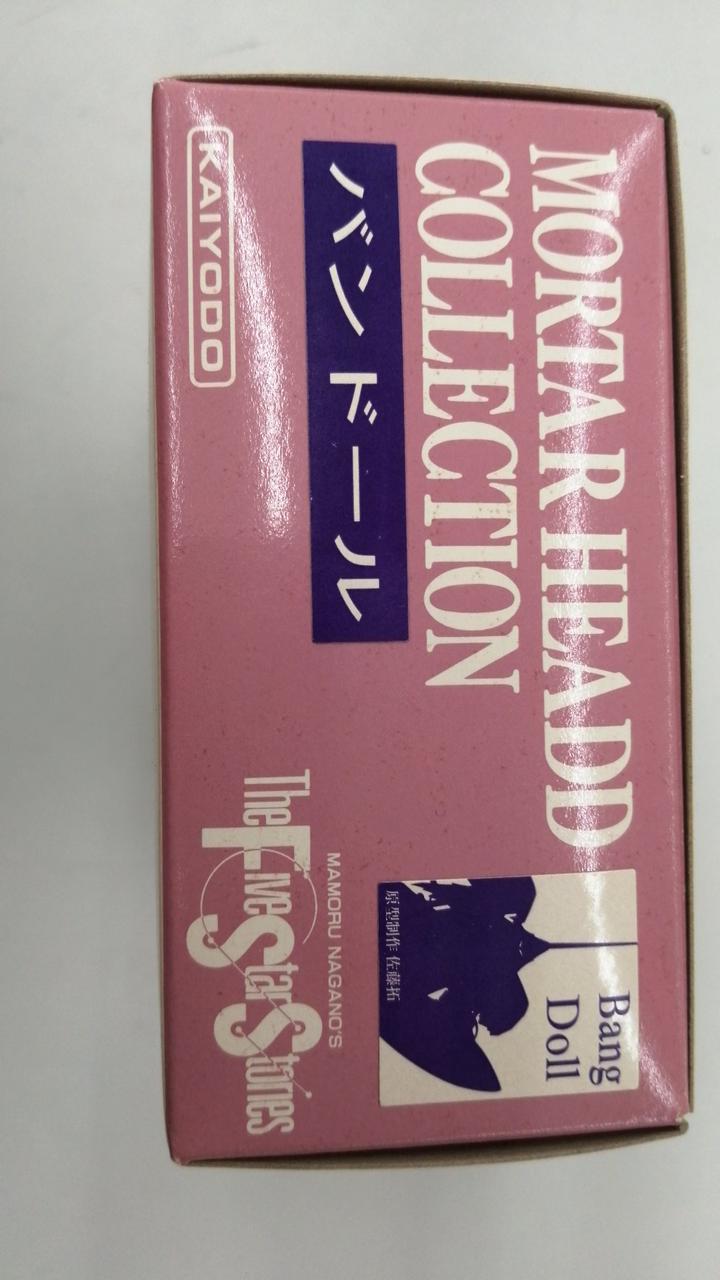 MORTAR HEADD
COLLECTION
バンドール
KAIYODO
Bang
Doll
原型制作 佐藤拓
MAMORU NAGANO'S
The Five Star Stories